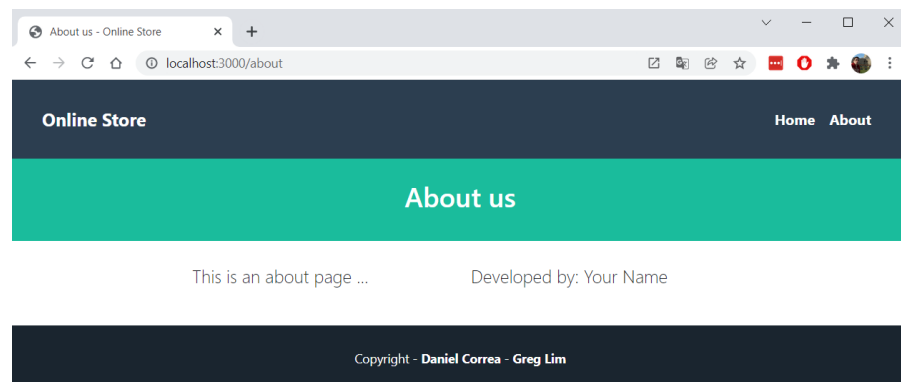 About us - Online Store
localhost:3000/about
Online Store Home About
About us
This is an about page ... Developed by: Your Name
Copyright - Daniel Correa - Greg Lim